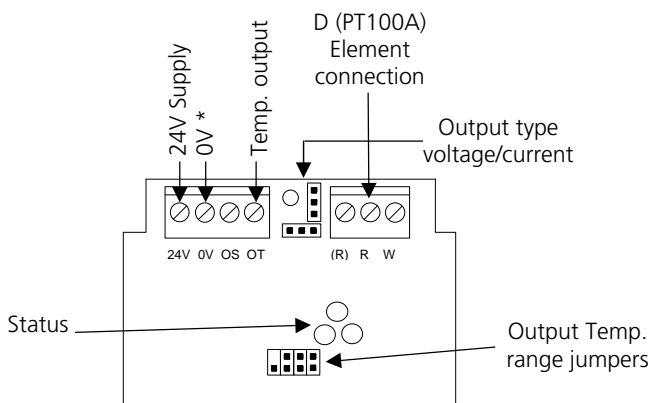 D (PT100A)
Element
connection
24V Supply
0V *
Temp. output
Output type
voltage/current
24V 0V OS OT
(R) R W
Status
Output Temp.
range jumpers